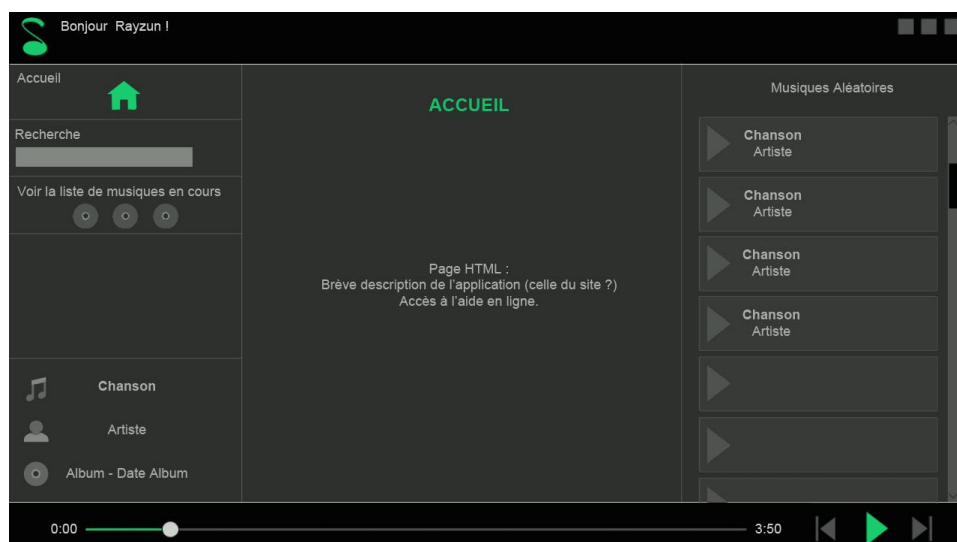 Bonjour Rayzun !
Accueil
Recherche
Voir la liste de musiques en cours
Chanson
Artiste
Album - Date Album
ACCUEIL
Page HTML :
Brève description de l'application (celle du site ?)
Accès à l'aide en ligne.
Musiques Aléatoires
Chanson
Artiste
Chanson
Artiste
Chanson
Artiste
Chanson
Artiste
0:00
3:50